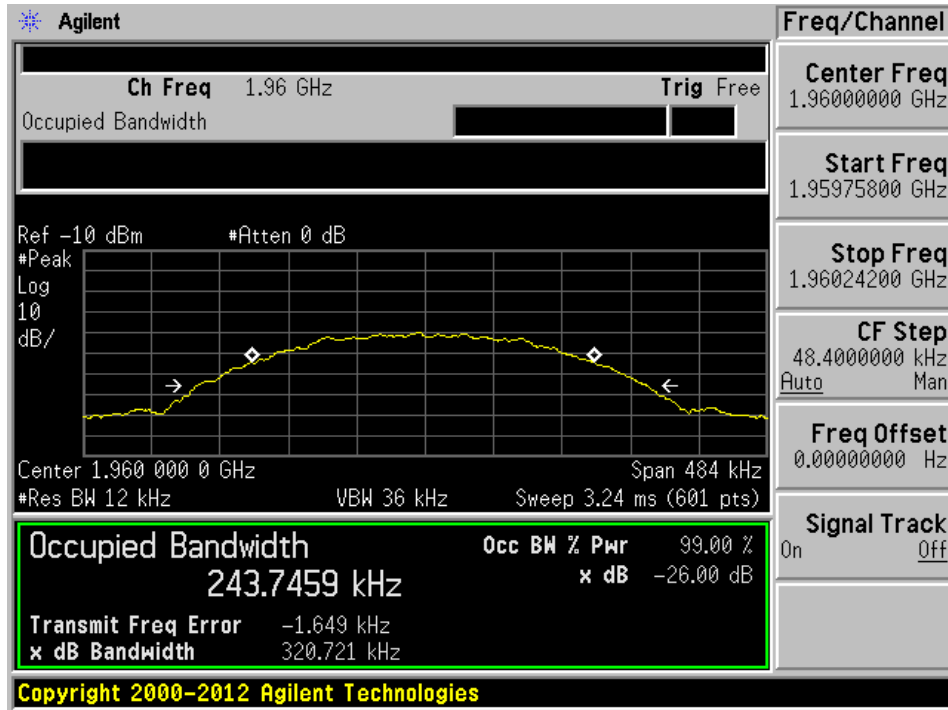 Agilent
Ch Freq 1.96 GHz Trig Free
Occupied Bandwidth
Ref -10 dBm #Atten 0 dB
#Peak
Log
10
dB/
Center 1.960 000 0 GHz Span 484 kHz
#Res BW 12 kHz VBW 36 kHz Sweep 3.24 ms (601 pts)
Occupied Bandwidth Occ BW % Pwr 99.00 %
243.7459 kHz x dB -26.00 dB
Transmit Freq Error -1.649 kHz
x dB Bandwidth 320.721 kHz
Copyright 2000-2012 Agilent Technologies
Freq/Channel
Center Freq
1.96000000 GHz
Start Freq
1.95975800 GHz
Stop Freq
1.96024200 GHz
CF Step
48.4000000 kHz
Auto Man
Freq Offset
0.00000000 Hz
Signal Track
On Off